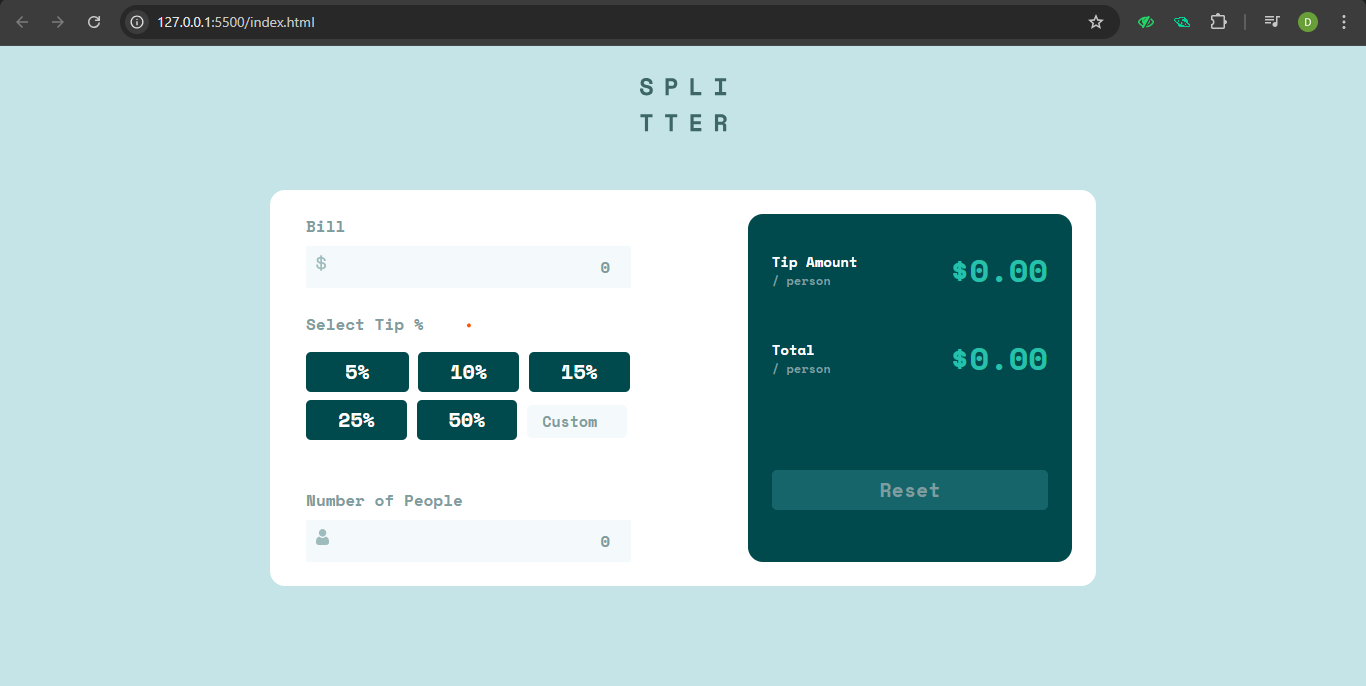 127.0.0.1:5500/index.html
D
SPLI
TTER
Bill
$
0
Select Tip %
5% 10% 15%
25% 50% Custom
Number of People
0
Tip Amount
/ person
$0.00
Total
/ person
$0.00
Reset